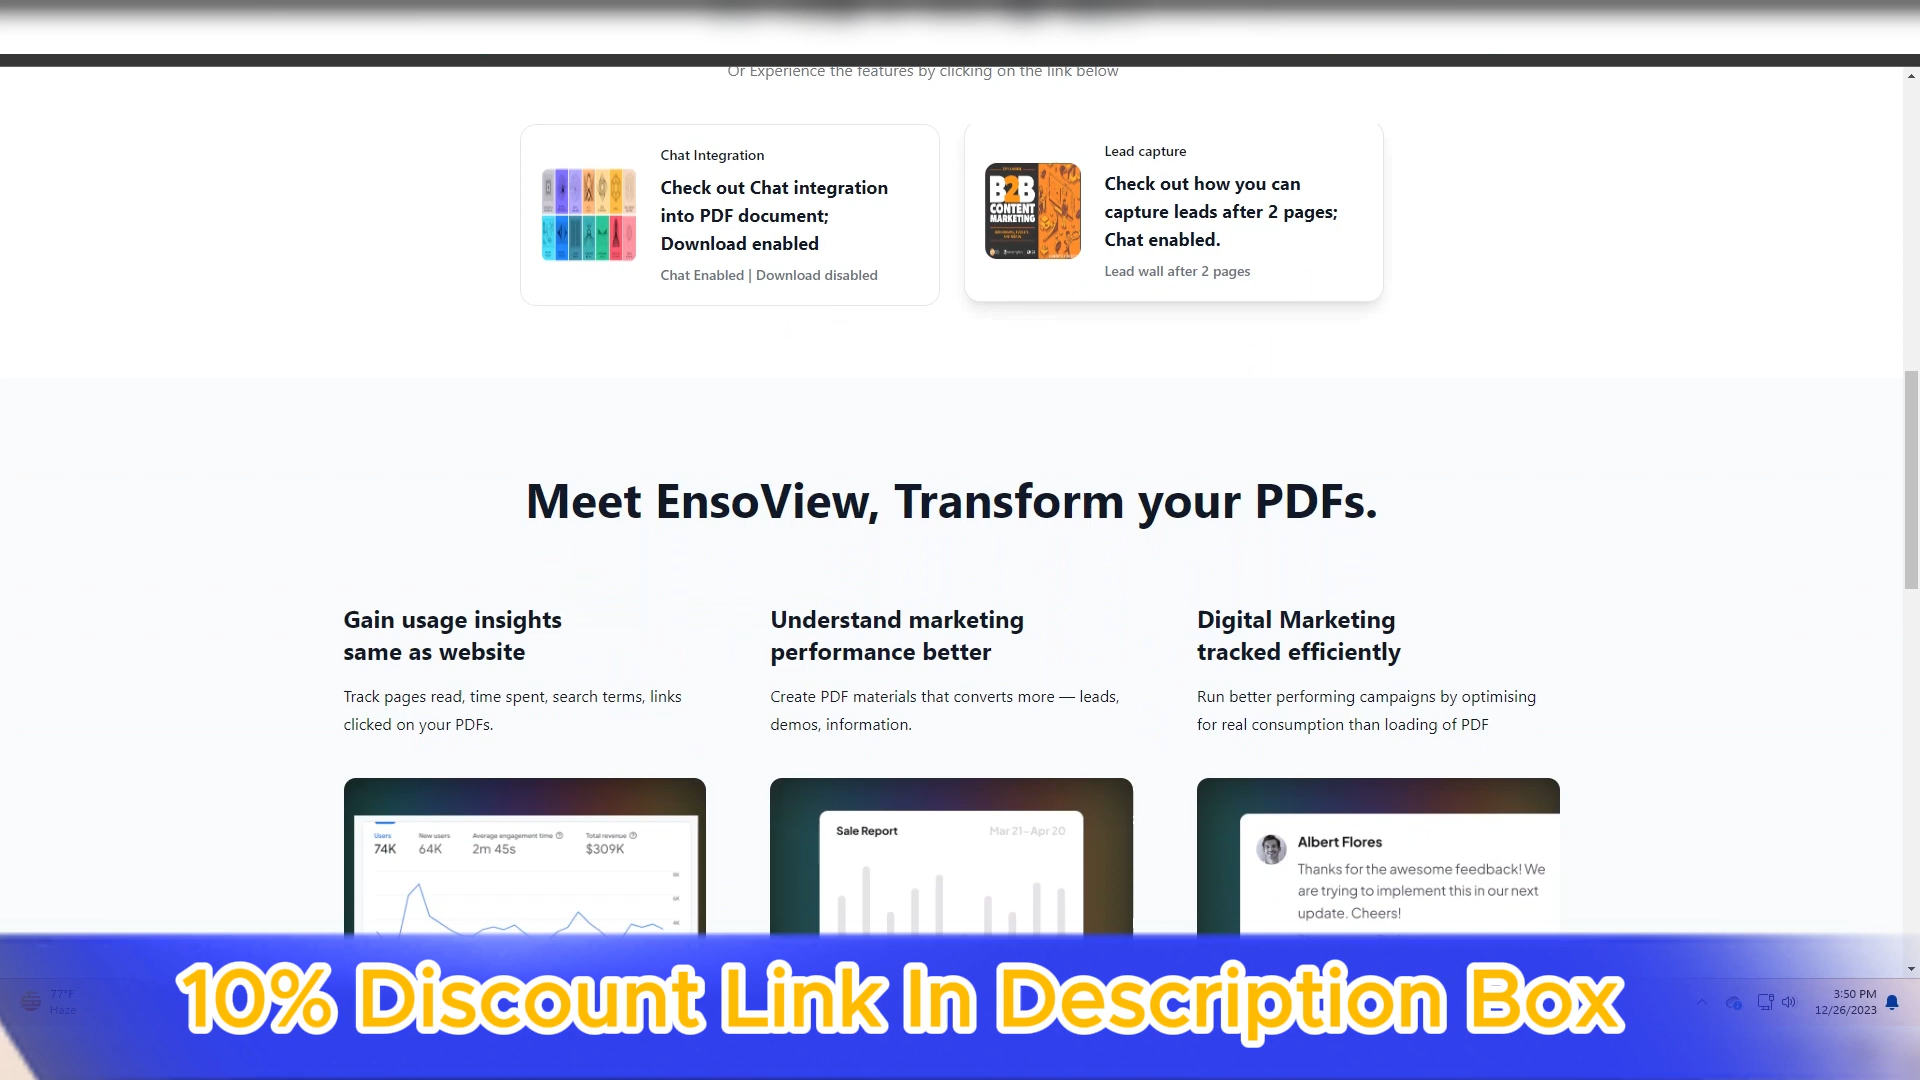 Or Experience the features by clicking on the link below
Chat Integration
Check out Chat integration
into PDF document;
Download enabled
Chat Enabled | Download disabled
B2B
CONTENT
MARKETING
Lead capture
Check out how you can
capture leads after 2 pages;
Chat enabled.
Lead wall after 2 pages
Meet EnsoView, Transform your PDFs.
Gain usage insights
same as website
Track pages read, time spent, search terms, links
clicked on your PDFs.
Understand marketing
performance better
Create PDF materials that converts more — leads,
demos, information.
Digital Marketing
tracked efficiently
Run better performing campaigns by optimising
for real consumption than loading of PDF
Users New users Average engagement time Total revenue
74K 64K 2m 45s $309K
8K
6K
4K
Sale Report Mar 21–Apr 20
Albert Flores
Thanks for the awesome feedback! We
are trying to implement this in our next
update. Cheers!
10% Discount Link In Description Box
77°F
Haze
3:50 PM
12/26/2023